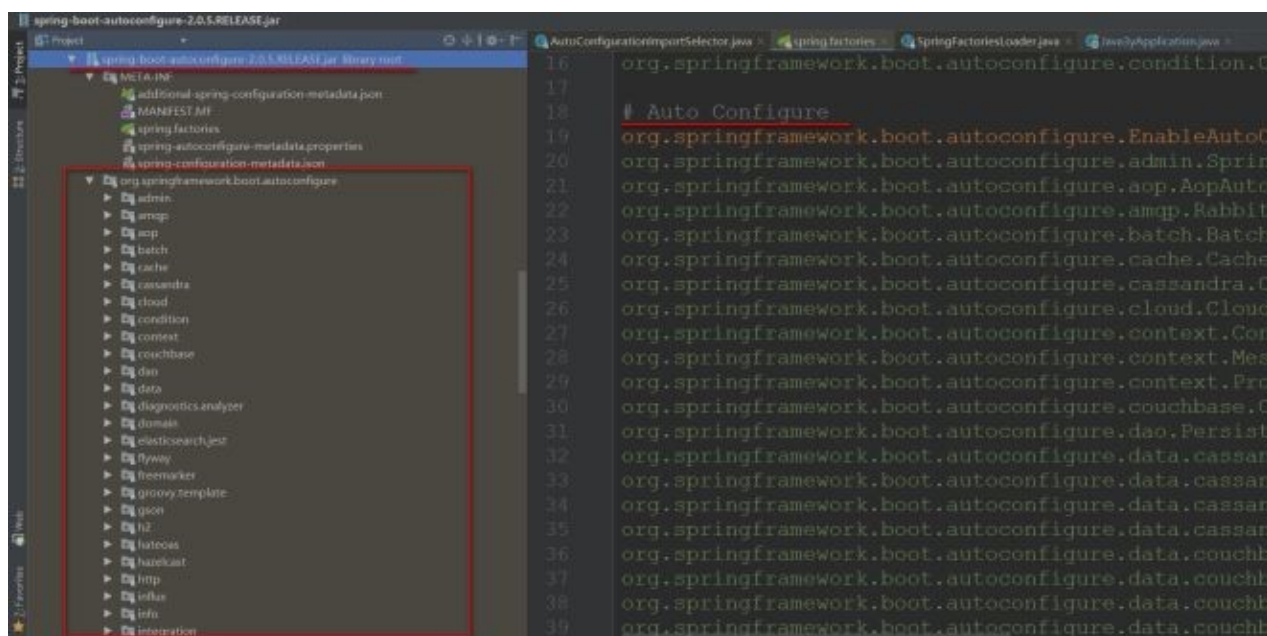 spring-boot-autoconfigure-2.0.5.RELEASE.jar
Project
spring-boot-autoconfigure-2.0.5.RELEASE.jar library root
META-INF
additional-spring-configuration-metadata.json
MANIFEST.MF
spring.factories
spring-autoconfigure-metadata.properties
spring-configuration-metadata.json
org.springframework.boot.autoconfigure
admin
amqp
aop
batch
cache
cassandra
cloud
condition
context
couchbase
dao
data
diagnostics.analyzer
domain
elasticsearch.jest
flyway
freemarker
groovy.template
gson
h2
hateoas
hazelcast
http
influx
info
integration
1: Project
2: Structure
Web
2: Favorites
AutoConfigurationImportSelector.java
spring.factories
SpringFactoriesLoader.java
Java3yApplication.java
16 org.springframework.boot.autoconfigure.condition.O
17
18 # Auto Configure
19 org.springframework.boot.autoconfigure.EnableAutoC
20 org.springframework.boot.autoconfigure.admin.Sprin
21 org.springframework.boot.autoconfigure.aop.AopAuto
22 org.springframework.boot.autoconfigure.amqp.Rabbit
23 org.springframework.boot.autoconfigure.batch.Batch
24 org.springframework.boot.autoconfigure.cache.Cache
25 org.springframework.boot.autoconfigure.cassandra.C
26 org.springframework.boot.autoconfigure.cloud.Cloud
27 org.springframework.boot.autoconfigure.context.Con
28 org.springframework.boot.autoconfigure.context.Mes
29 org.springframework.boot.autoconfigure.context.Pro
30 org.springframework.boot.autoconfigure.couchbase.C
31 org.springframework.boot.autoconfigure.dao.Persist
32 org.springframework.boot.autoconfigure.data.cassan
33 org.springframework.boot.autoconfigure.data.cassan
34 org.springframework.boot.autoconfigure.data.cassan
35 org.springframework.boot.autoconfigure.data.cassan
36 org.springframework.boot.autoconfigure.data.couchb
37 org.springframework.boot.autoconfigure.data.couchb
38 org.springframework.boot.autoconfigure.data.couchb
39 org.springframework.boot.autoconfigure.data.couchb